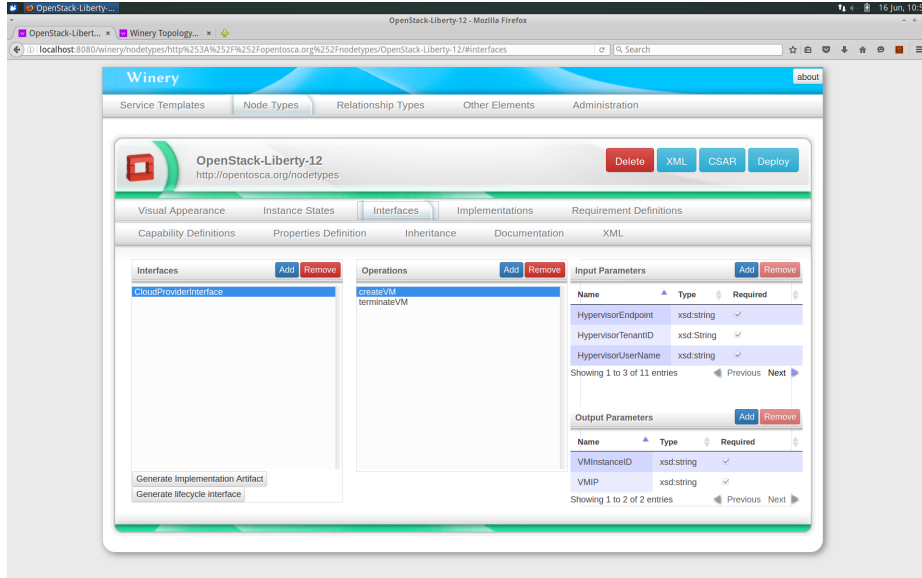 OpenStack-Liberty-...
16 Jun, 10:5
OpenStack-Liberty-12 - Mozilla Firefox
OpenStack-Libert... × Winery Topology... ×
localhost:8080/winery/nodetypes/http%253A%252F%252Fopentosca.org%252Fnodetypes/OpenStack-Liberty-12/#interfaces
Search
Winery
about
Service Templates Node Types Relationship Types Other Elements Administration
OpenStack-Liberty-12
http://opentosca.org/nodetypes
Delete XML CSAR Deploy
Visual Appearance Instance States Interfaces Implementations Requirement Definitions
Capability Definitions Properties Definition Inheritance Documentation XML
Interfaces Add Remove
CloudProviderInterface
Generate Implementation Artifact
Generate lifecycle interface
Operations Add Remove
createVM
terminateVM
Input Parameters Add Remove
Name Type Required
HypervisorEndpoint xsd:string
HypervisorTenantID xsd:String
HypervisorUserName xsd:string
Showing 1 to 3 of 11 entries Previous Next
Output Parameters Add Remove
Name Type Required
VMInstanceID xsd:string
VMIP xsd:string
Showing 1 to 2 of 2 entries Previous Next